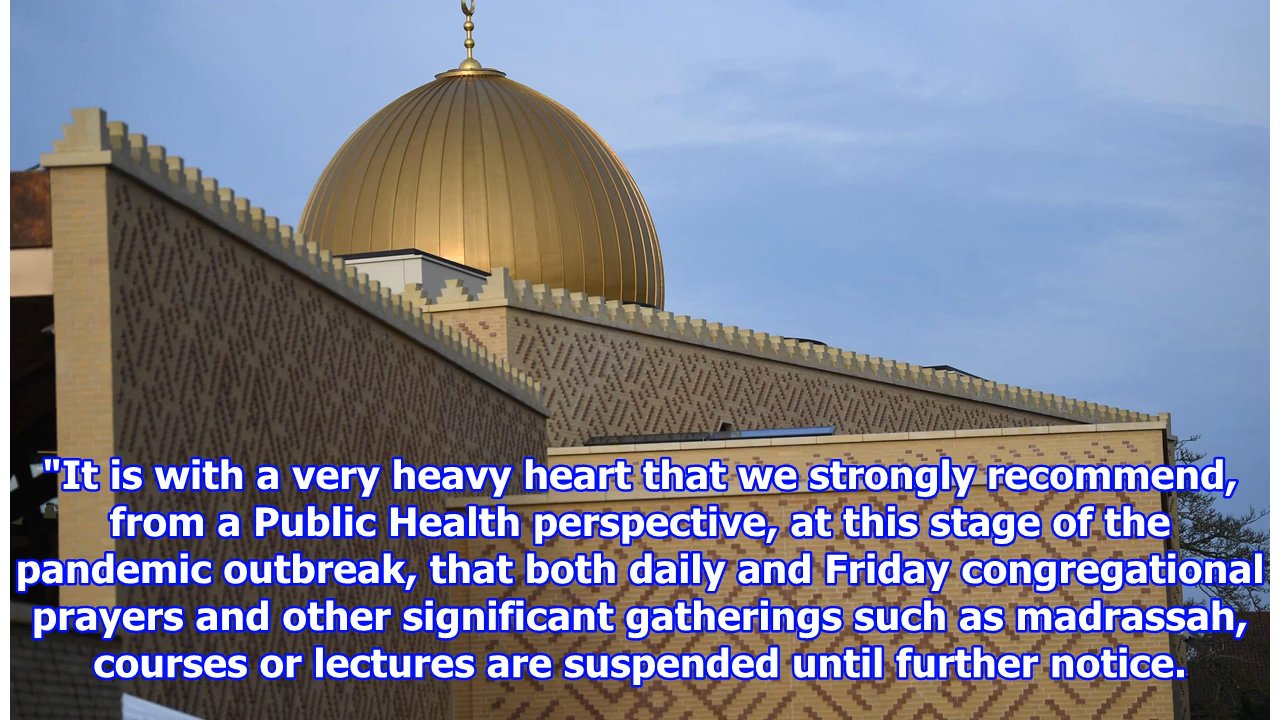 "It is with a very heavy heart that we strongly recommend,
from a Public Health perspective, at this stage of the
pandemic outbreak, that both daily and Friday congregational
prayers and other significant gatherings such as madrassah,
courses or lectures are suspended until further notice.